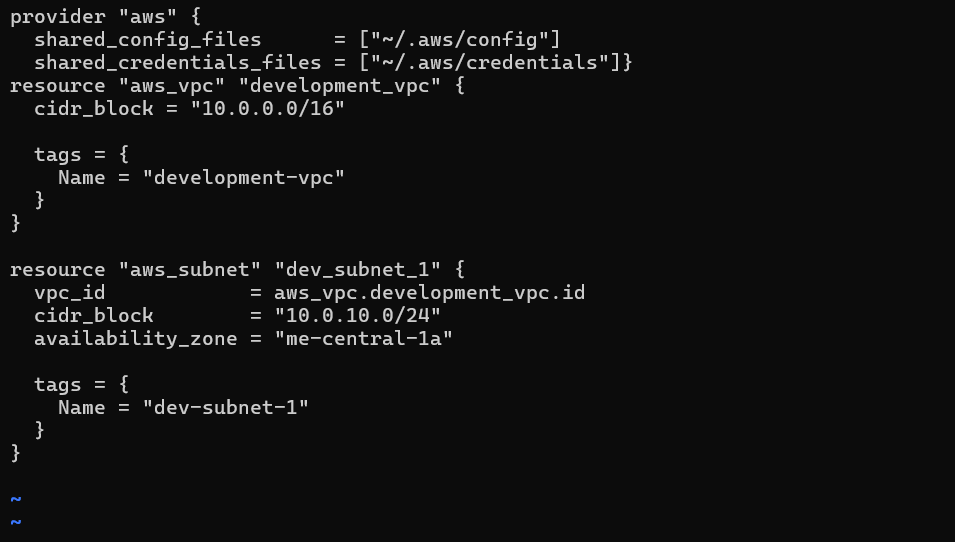 provider "aws" {
  shared_config_files      = ["~/.aws/config"]
  shared_credentials_files = ["~/.aws/credentials"]}
resource "aws_vpc" "development_vpc" {
  cidr_block = "10.0.0.0/16"

  tags = {
    Name = "development-vpc"
  }
}

resource "aws_subnet" "dev_subnet_1" {
  vpc_id            = aws_vpc.development_vpc.id
  cidr_block        = "10.0.10.0/24"
  availability_zone = "me-central-1a"

  tags = {
    Name = "dev-subnet-1"
  }
}

~
~